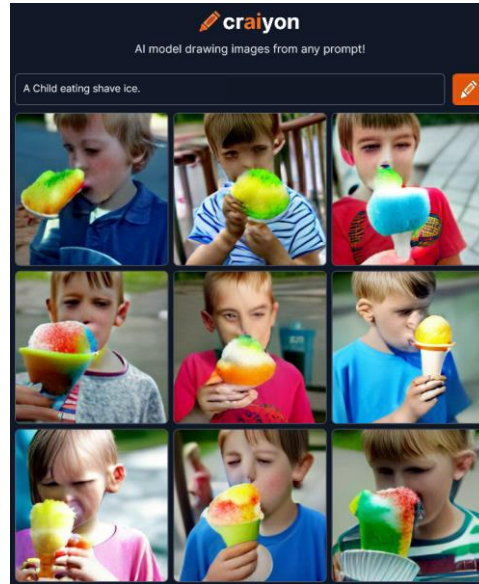 craiyon
AI model drawing images from any prompt!
A Child eating shave ice.